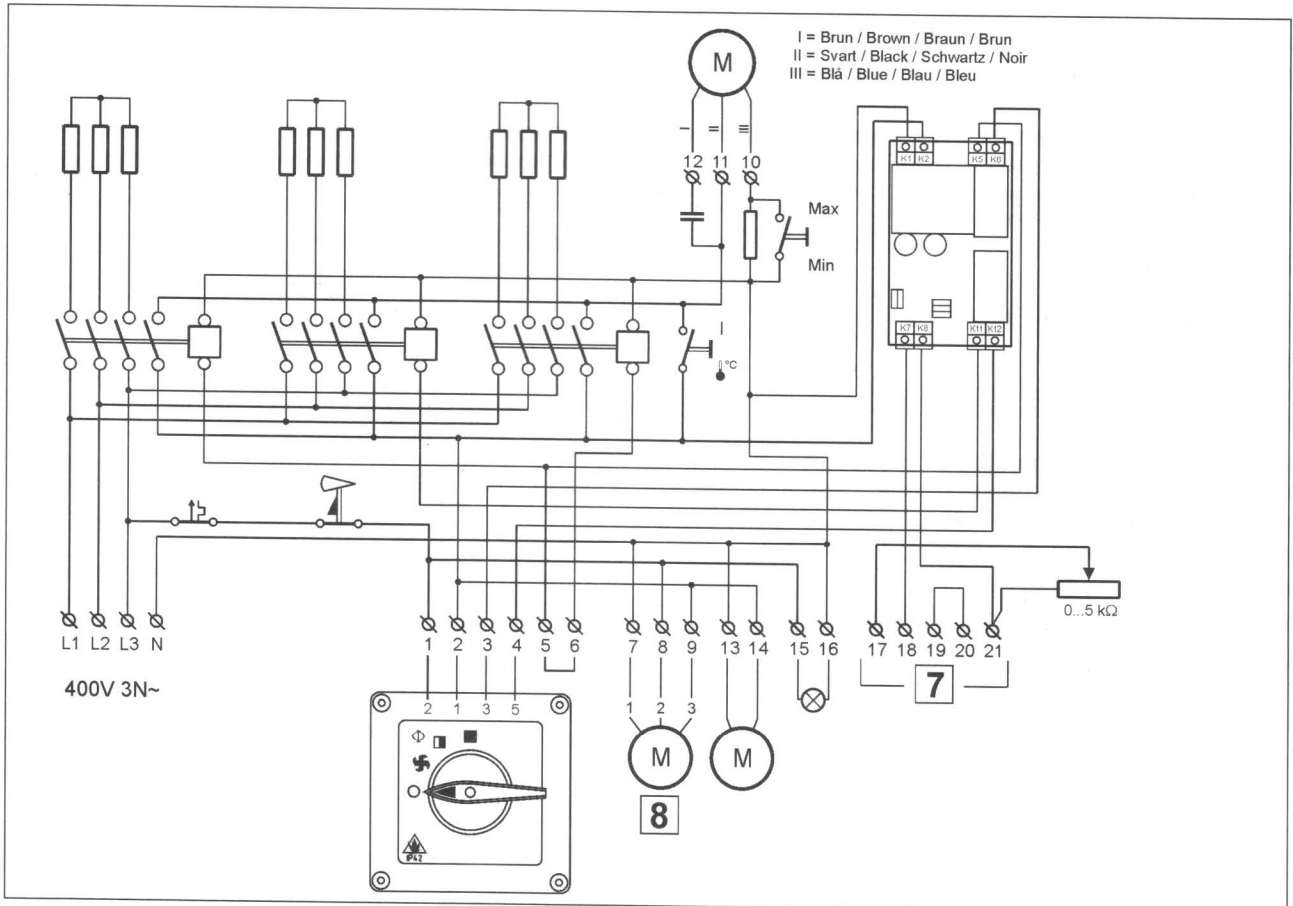 I = Brun / Brown / Braun / Brun
II = Svart / Black / Schwartz / Noir
III = Blå / Blue / Blau / Bleu
M
I
II
III
12 11 10
K1 K2 K5 K6
Max
Min
I
°C
K7 K8 K11 K12
0...5 kΩ
L1 L2 L3 N
1 2 3 4 5 6 7 8 9 13 14 15 16 17 18 19 20 21
7
400V 3N~
2 1 3 5
1 2 3
M M
8
IP42